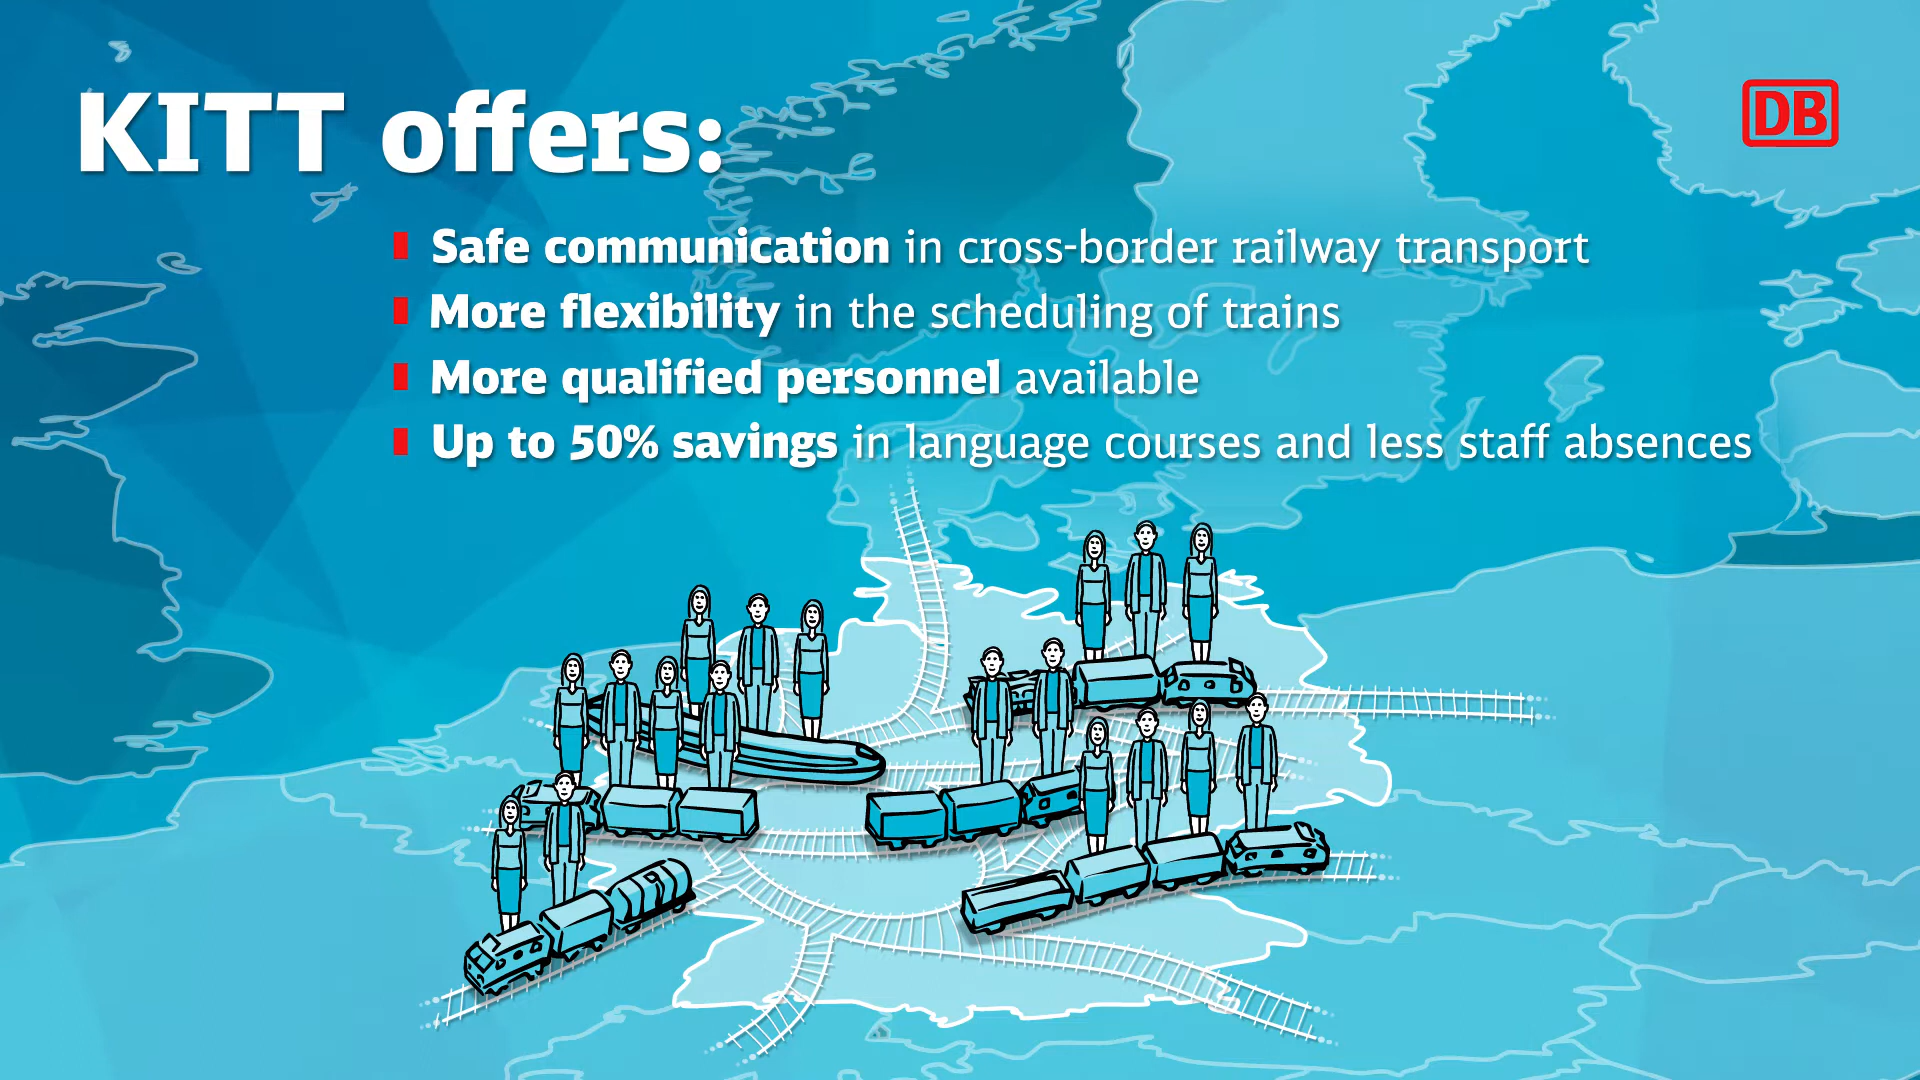 KITT offers:
DB
Safe communication in cross-border railway transport
More flexibility in the scheduling of trains
More qualified personnel available
Up to 50% savings in language courses and less staff absences